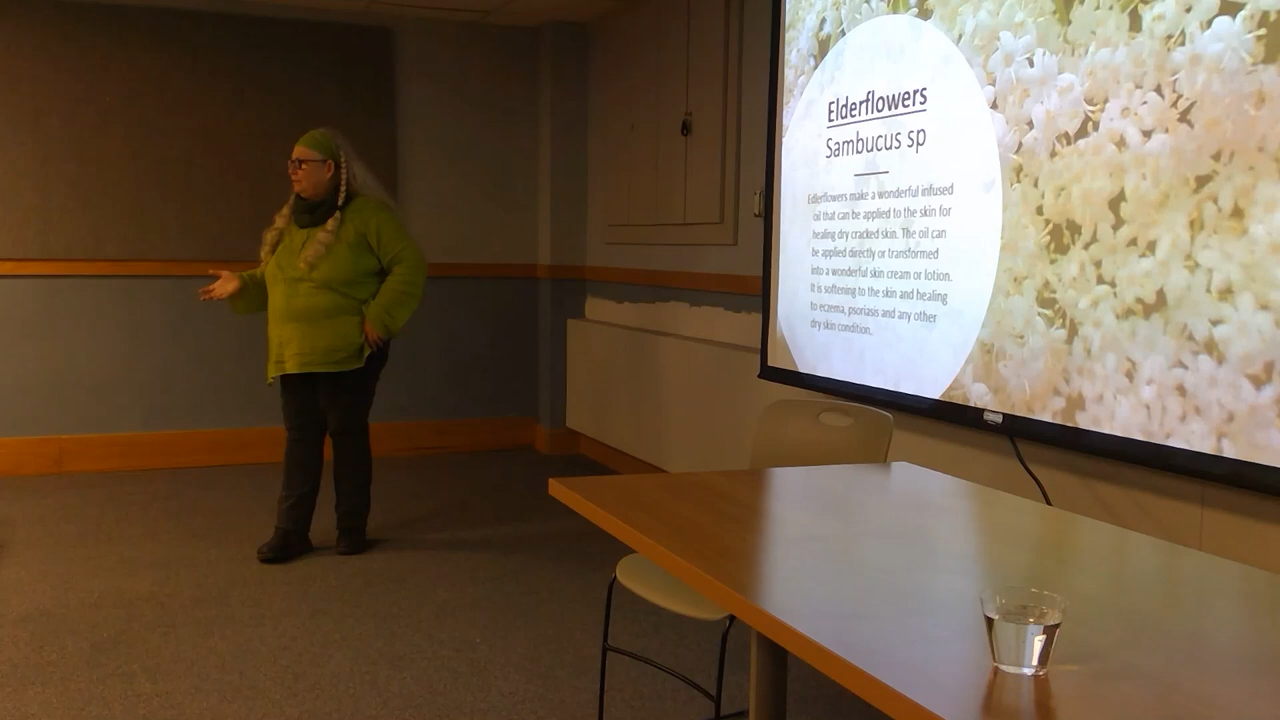 Elderflowers
Sambucus sp
Edlerflowers make a wonderful infused
oil that can be applied to the skin for
healing dry cracked skin. The oil can
be applied directly or transformed
into a wonderful skin cream or lotion.
It is softening to the skin and healing
to eczema, psoriasis and any other
dry skin condition.